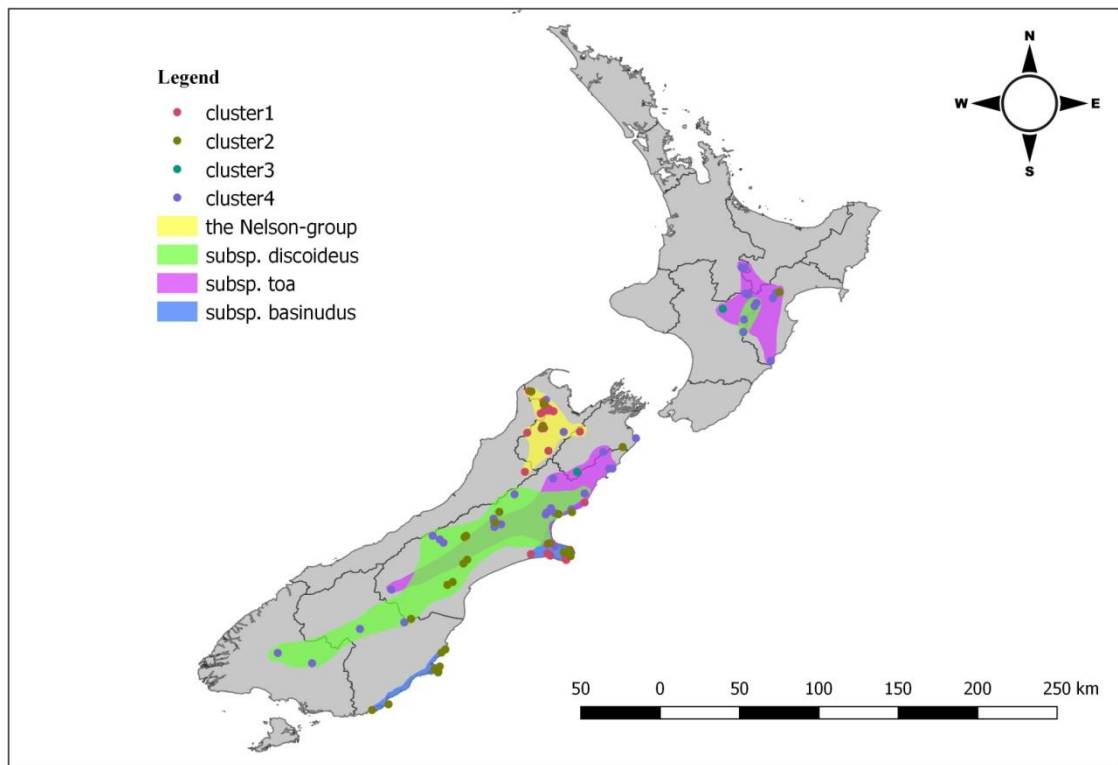 Legend
cluster1
cluster2
cluster3
cluster4
the Nelson-group
subsp. discoideus
subsp. toa
subsp. basinudus
N
W E
S
50 0 50 100 150 200 250 km